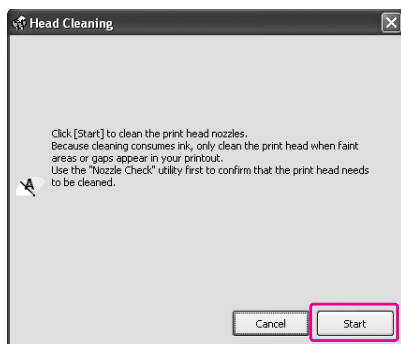 Head Cleaning
Click [Start] to clean the print head nozzles.
Because cleaning consumes ink, only clean the print head when faint
areas or gaps appear in your printout.
Use the "Nozzle Check" utility first to confirm that the print head needs
to be cleaned.
A
Cancel
Start